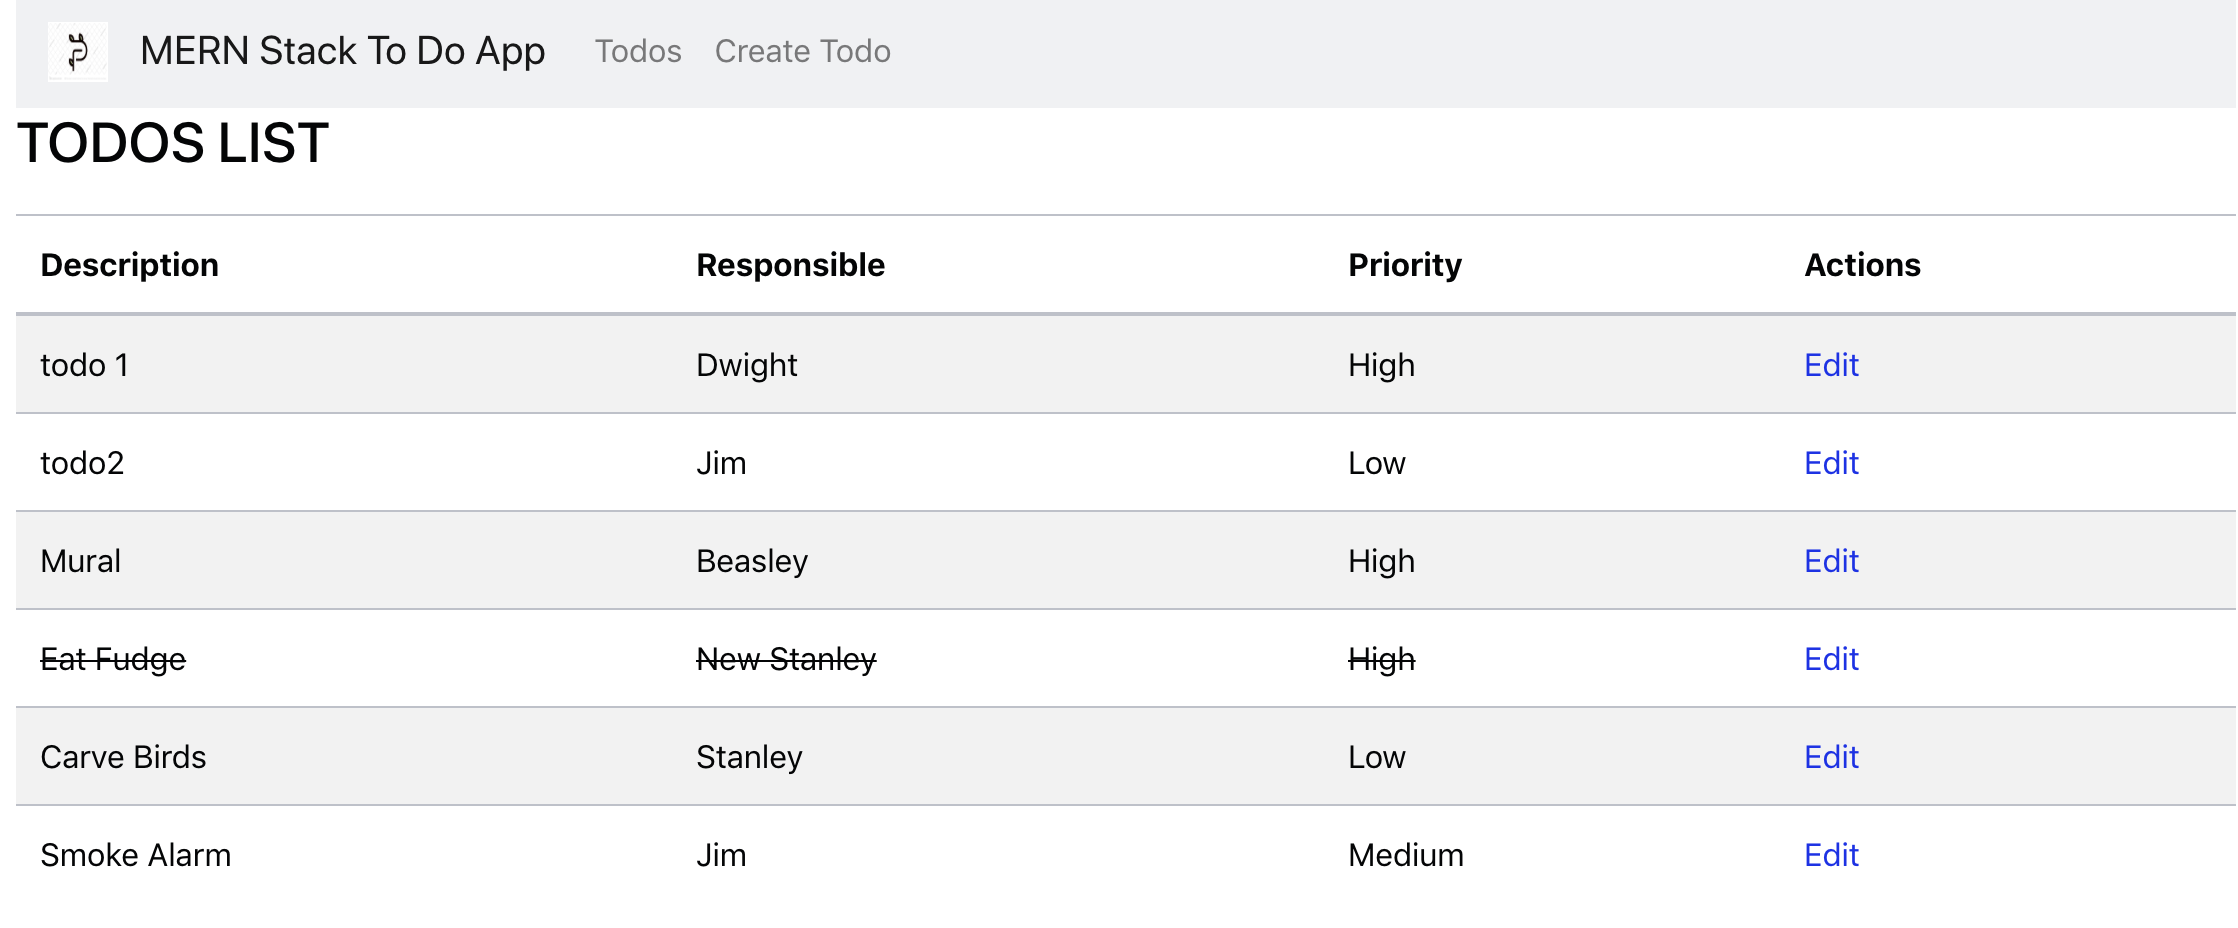 MERN Stack To Do App Todos Create Todo
TODOS LIST
Description Responsible Priority Actions
todo 1 Dwight High Edit
todo2 Jim Low Edit
Mural Beasley High Edit
Eat Fudge New Stanley High Edit
Carve Birds Stanley Low Edit
Smoke Alarm Jim Medium Edit